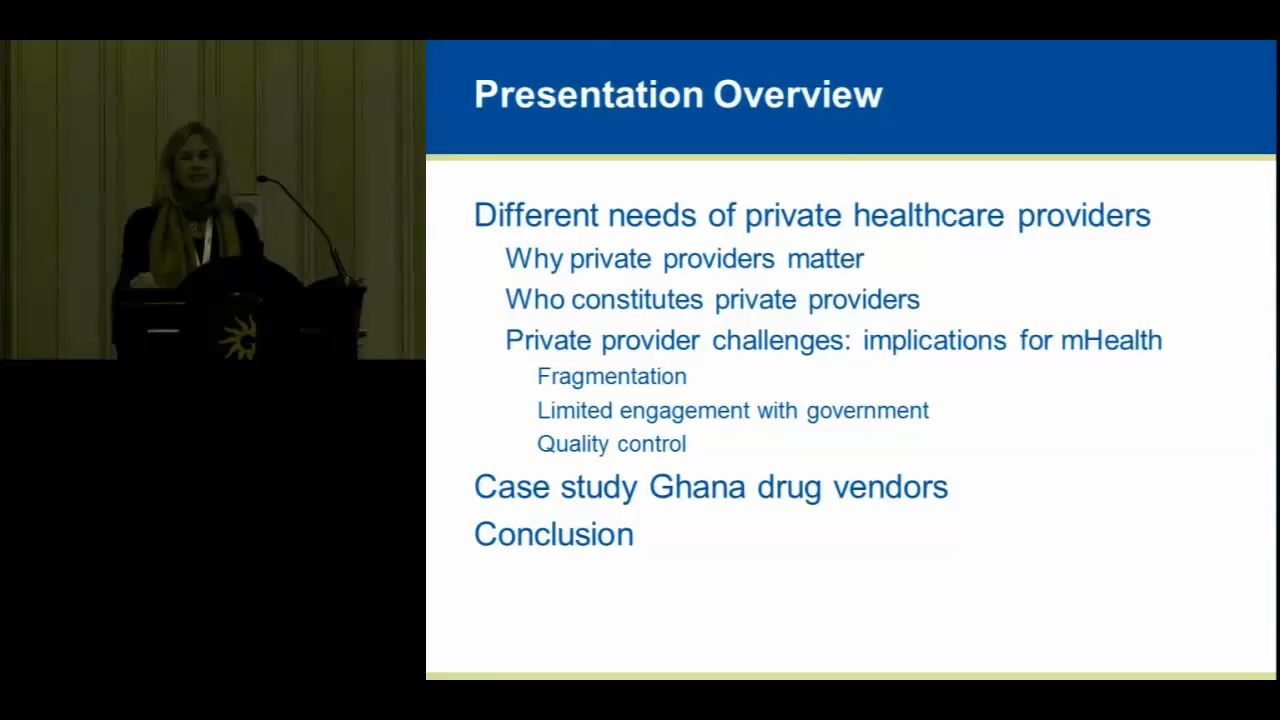 Presentation Overview
Different needs of private healthcare providers
Why private providers matter
Who constitutes private providers
Private provider challenges: implications for mHealth
Fragmentation
Limited engagement with government
Quality control
Case study Ghana drug vendors
Conclusion